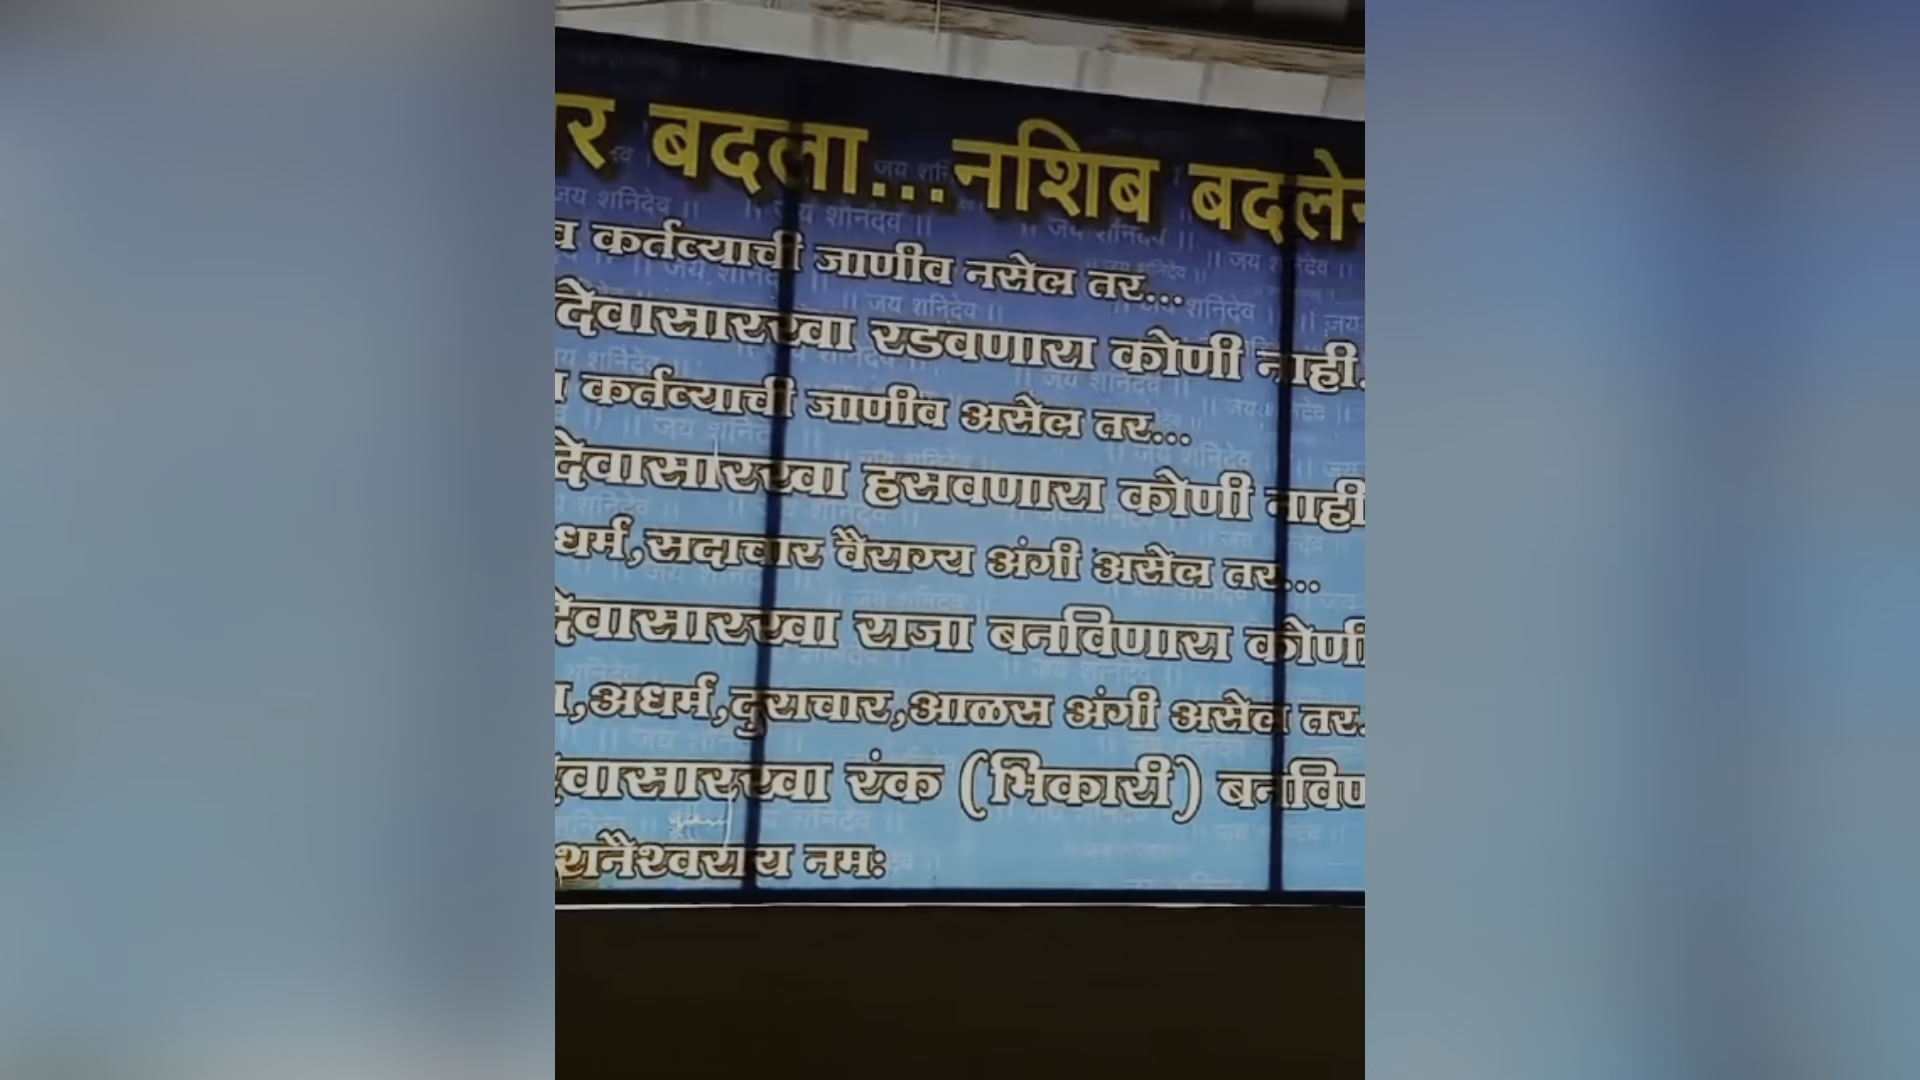 र बदला...नशिब बदलेन
व कर्तव्याची जाणीव नसेल तर...
देवासारखा रडवणारा कोणी नाही.
कर्तव्याची जाणीव असेल तर...
देवासारखा हसवणारा कोणी नाही
धर्म,सदाचार वैराग्य अंगी असेल तर...
देवासारखा राजा बनविणारा कोणी
,अधर्म,दुराचार,आळस अंगी असेल तर.
वासारखा रंक (भिकारी) बनविण
शनैश्वराय नमः